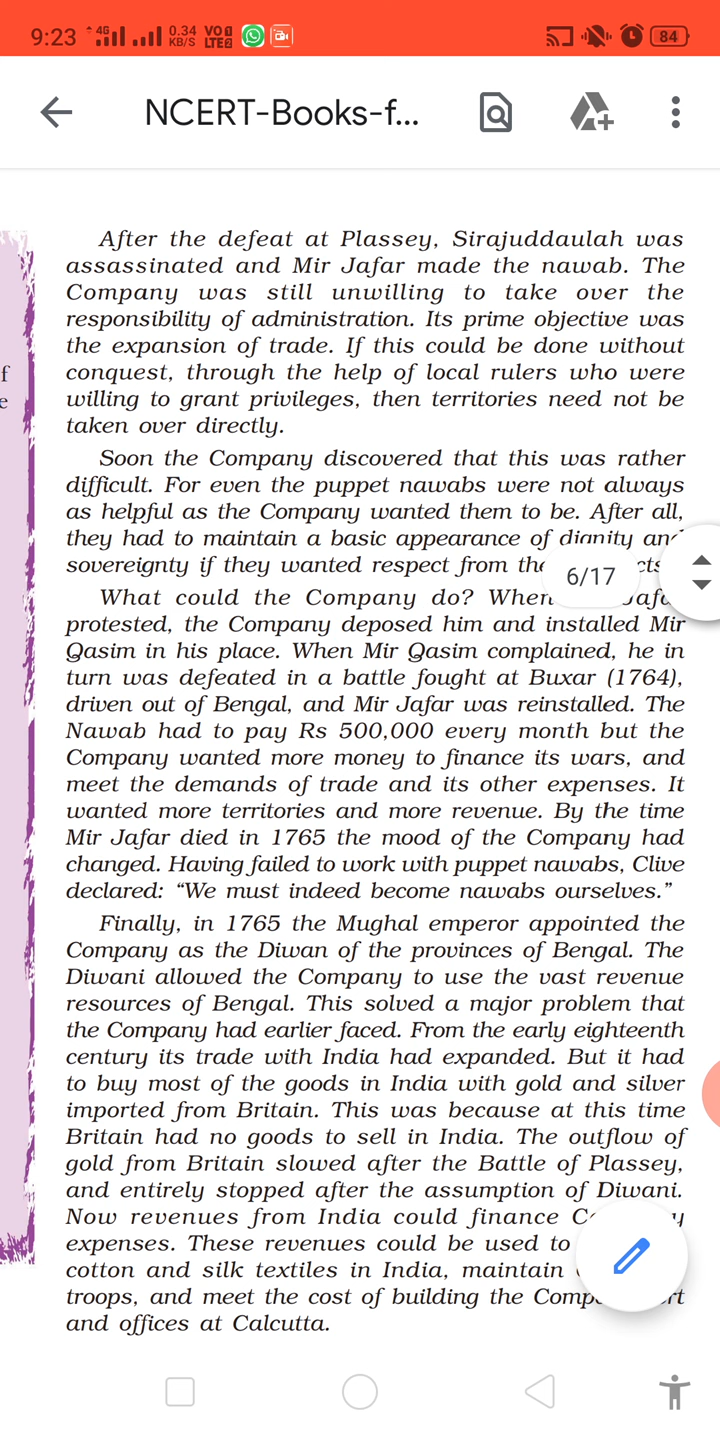 9:23 4G 0.34 KB/S VO 1 LTE 2 84
NCERT-Books-f...
f
e
After the defeat at Plassey, Sirajuddaulah was
assassinated and Mir Jafar made the nawab. The
Company was still unwilling to take over the
responsibility of administration. Its prime objective was
the expansion of trade. If this could be done without
conquest, through the help of local rulers who were
willing to grant privileges, then territories need not be
taken over directly.
Soon the Company discovered that this was rather
difficult. For even the puppet nawabs were not always
as helpful as the Company wanted them to be. After all,
they had to maintain a basic appearance of dignity and
sovereignty if they wanted respect from
6/17
What could the Company do? When
protested, the Company deposed him and installed Mir
Qasim in his place. When Mir Qasim complained, he in
turn was defeated in a battle fought at Buxar (1764),
driven out of Bengal, and Mir Jafar was reinstalled. The
Nawab had to pay Rs 500,000 every month but the
Company wanted more money to finance its wars, and
meet the demands of trade and its other expenses. It
wanted more territories and more revenue. By the time
Mir Jafar died in 1765 the mood of the Company had
changed. Having failed to work with puppet nawabs, Clive
declared: “We must indeed become nawabs ourselves.”
Finally, in 1765 the Mughal emperor appointed the
Company as the Diwan of the provinces of Bengal. The
Diwani allowed the Company to use the vast revenue
resources of Bengal. This solved a major problem that
the Company had earlier faced. From the early eighteenth
century its trade with India had expanded. But it had
to buy most of the goods in India with gold and silver
imported from Britain. This was because at this time
Britain had no goods to sell in India. The outflow of
gold from Britain slowed after the Battle of Plassey,
and entirely stopped after the assumption of Diwani.
Now revenues from India could finance
expenses. These revenues could be used to
cotton and silk textiles in India, maintain
troops, and meet the cost of building the
and offices at Calcutta.